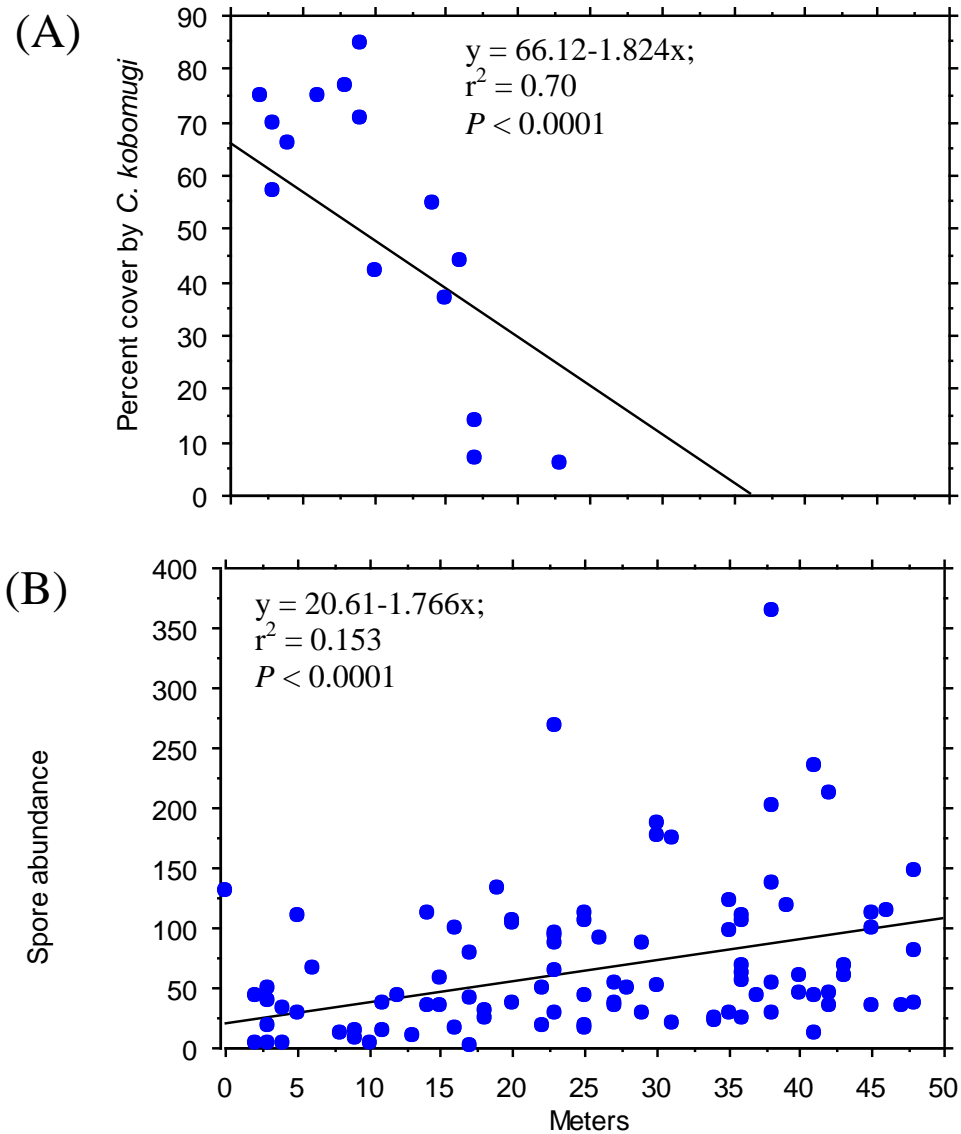 (A)
90
80
70
60
50
40
30
20
10
0
Percent cover by C. kobomugi
y = 66.12-1.824x;
r² = 0.70
P < 0.0001
(B)
400
350
300
250
200
150
100
50
0
Spore abundance
y = 20.61-1.766x;
r² = 0.153
P < 0.0001
0 5 10 15 20 25 30 35 40 45 50
Meters